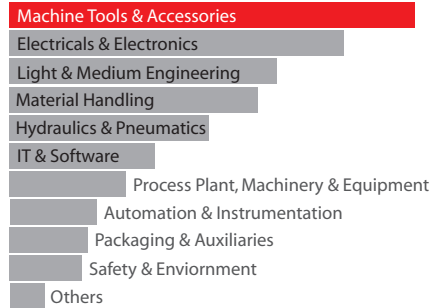 Machine Tools & Accessories
Electricals & Electronics
Light & Medium Engineering
Material Handling
Hydraulics & Pneumatics
IT & Software
Process Plant, Machinery & Equipment
Automation & Instrumentation
Packaging & Auxiliaries
Safety & Enviornment
Others